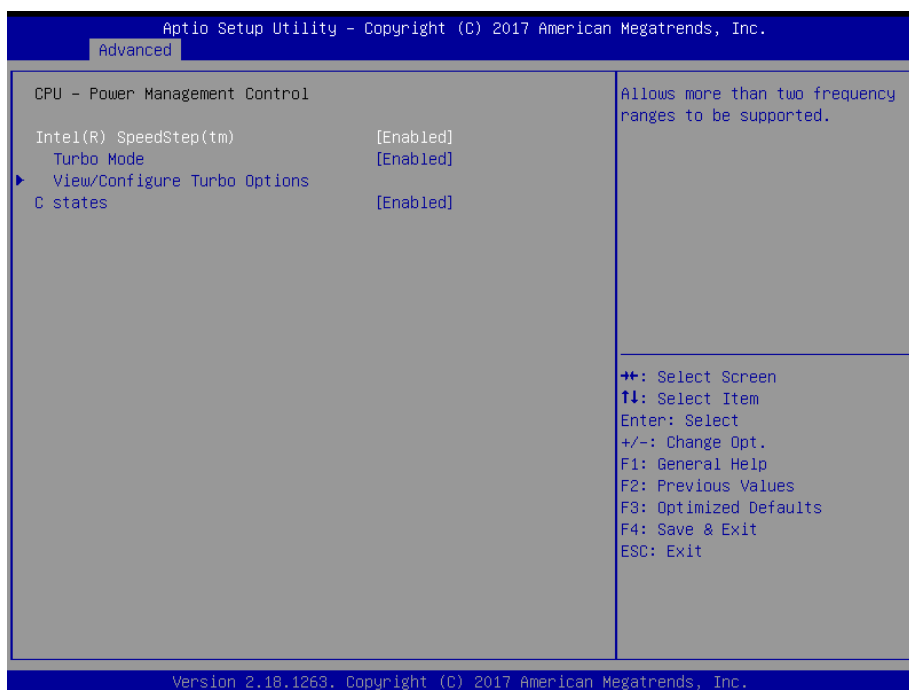 Aptio Setup Utility – Copyright (C) 2017 American Megatrends, Inc.
Advanced
CPU – Power Management Control
Intel(R) SpeedStep(tm) [Enabled]
Turbo Mode [Enabled]
View/Configure Turbo Options
C states [Enabled]
Allows more than two frequency
ranges to be supported.
→←: Select Screen
↑↓: Select Item
Enter: Select
+/-: Change Opt.
F1: General Help
F2: Previous Values
F3: Optimized Defaults
F4: Save & Exit
ESC: Exit
Version 2.18.1263. Copyright (C) 2017 American Megatrends, Inc.